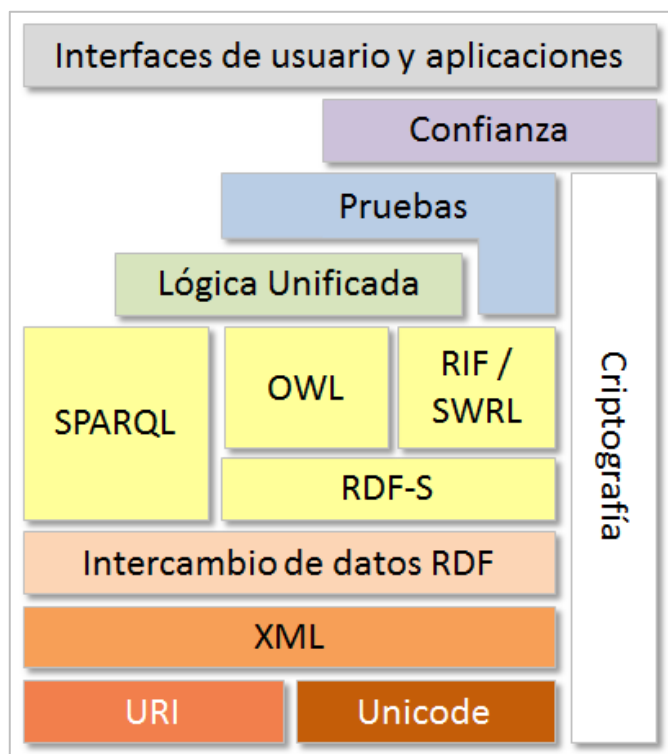 Interfaces de usuario y aplicaciones
Confianza
Pruebas
Lógica Unificada
SPARQL
OWL
RIF /
SWRL
RDF-S
Criptografía
Intercambio de datos RDF
XML
URI
Unicode